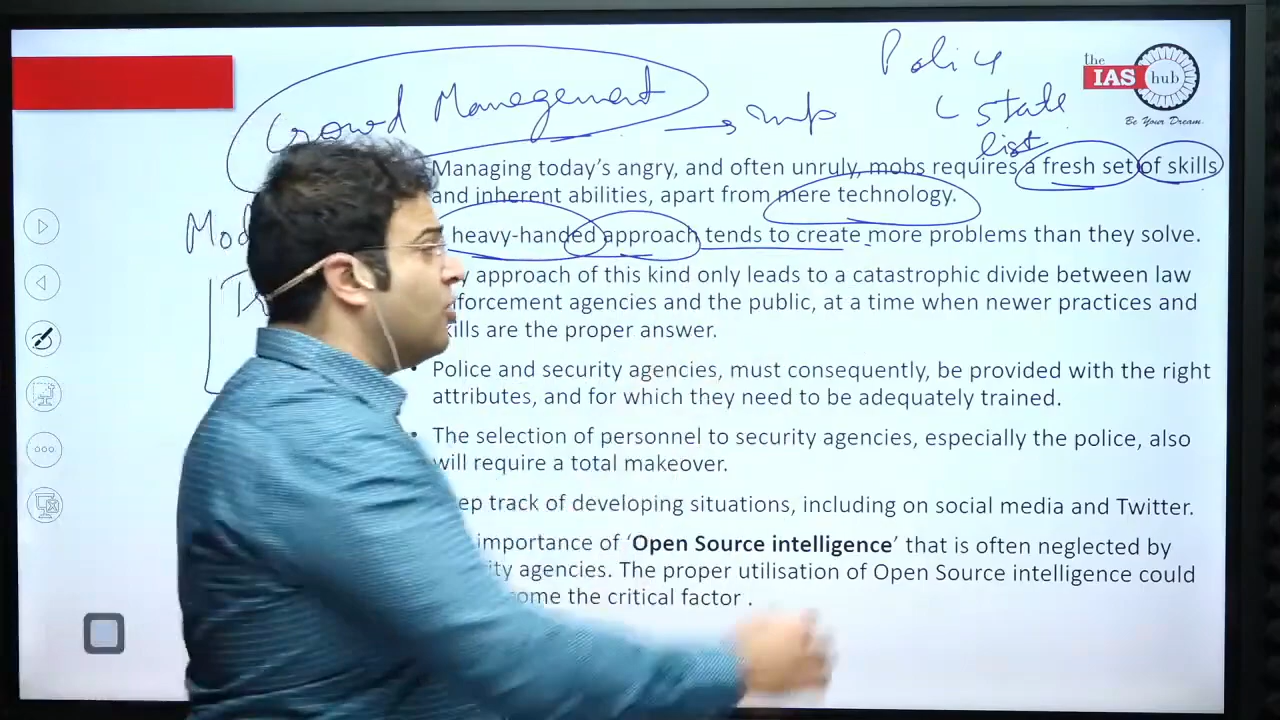 Police
Crowd Management → imp
the
IAS hub
Be Your Dream.
state
list
Managing today's angry, and often unruly, mobs requires a fresh set of skills
and inherent abilities, apart from mere technology.
heavy-handed approach tends to create more problems than they solve.
approach of this kind only leads to a catastrophic divide between law
forcement agencies and the public, at a time when newer practices and
kills are the proper answer.
• Police and security agencies, must consequently, be provided with the right
attributes, and for which they need to be adequately trained.
• The selection of personnel to security agencies, especially the police, also
will require a total makeover.
ep track of developing situations, including on social media and Twitter.
importance of ‘Open Source intelligence’ that is often neglected by
ity agencies. The proper utilisation of Open Source intelligence could
ome the critical factor .